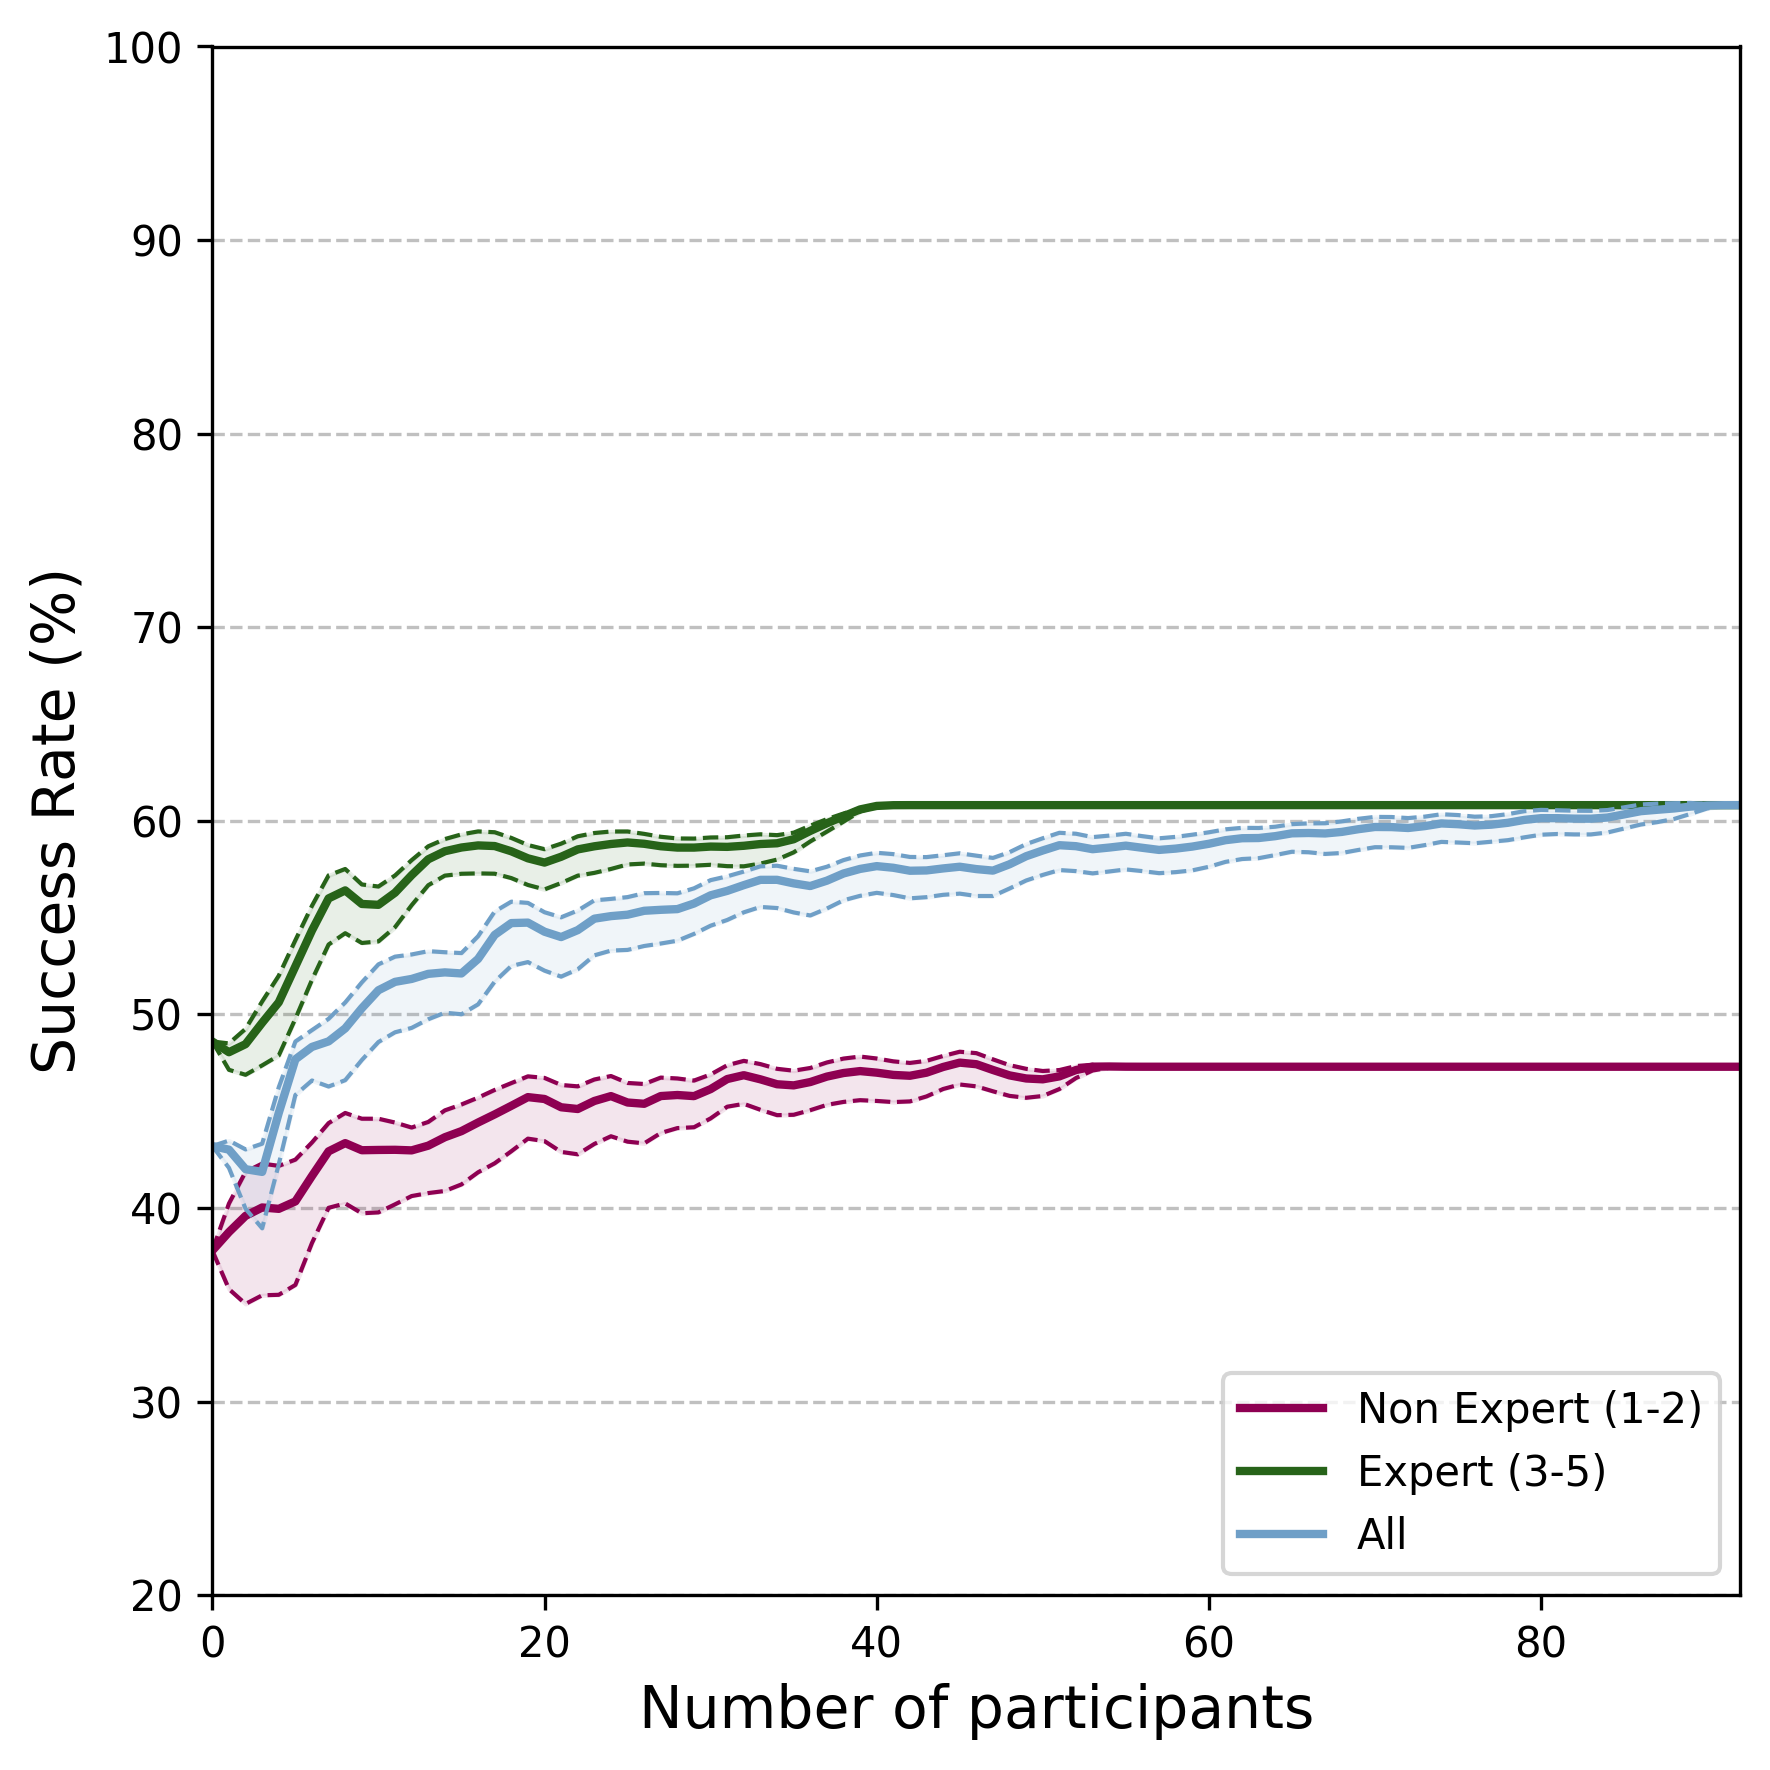 100
90
80
70
60
50
40
30
20
Success Rate (%)
0 20 40 60 80
Number of participants
Non Expert (1-2)
Expert (3-5)
All